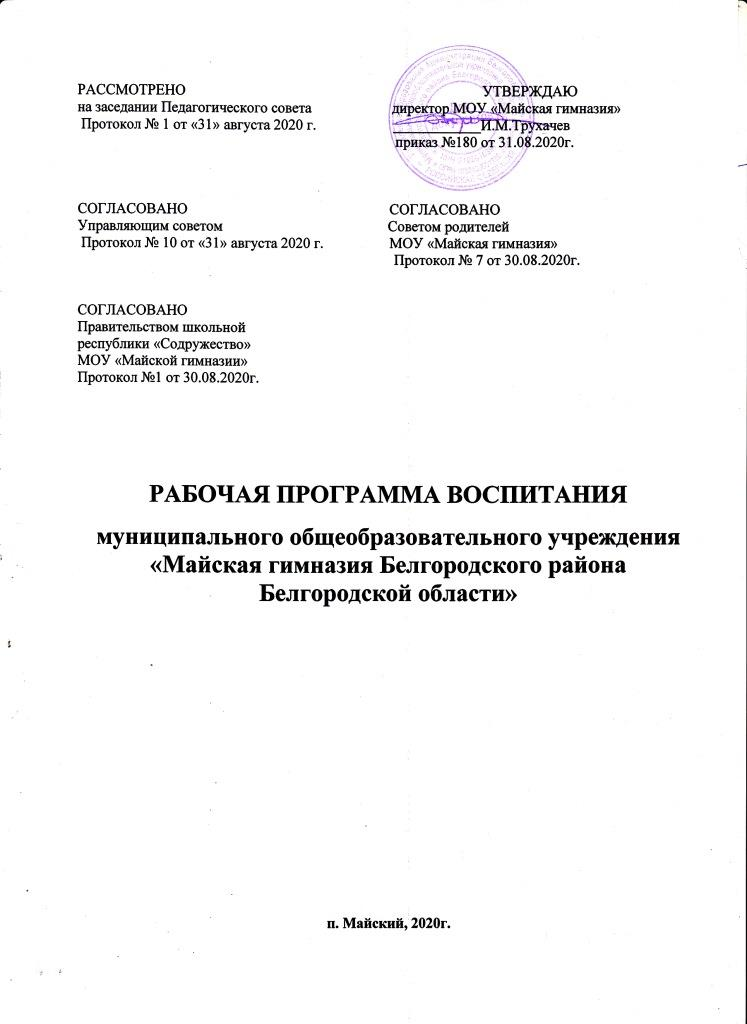 РАССМОТРЕНО
на заседании Педагогического совета
Протокол № 1 от «31» августа 2020 г.
УТВЕРЖДАЮ
директор МОУ «Майская гимназия»
____________И.М.Трухачев
приказ №180 от 31.08.2020г.
СОГЛАСОВАНО
Управляющим советом
Протокол № 10 от «31» августа 2020 г.
СОГЛАСОВАНО
Советом родителей
МОУ «Майская гимназия»
Протокол № 7 от 30.08.2020г.
СОГЛАСОВАНО
Правительством школьной
республики «Содружество»
МОУ «Майской гимназии»
Протокол №1 от 30.08.2020г.
РАБОЧАЯ ПРОГРАММА ВОСПИТАНИЯ
муниципального общеобразовательного учреждения
«Майская гимназия Белгородского района
Белгородской области»
п. Майский, 2020г.